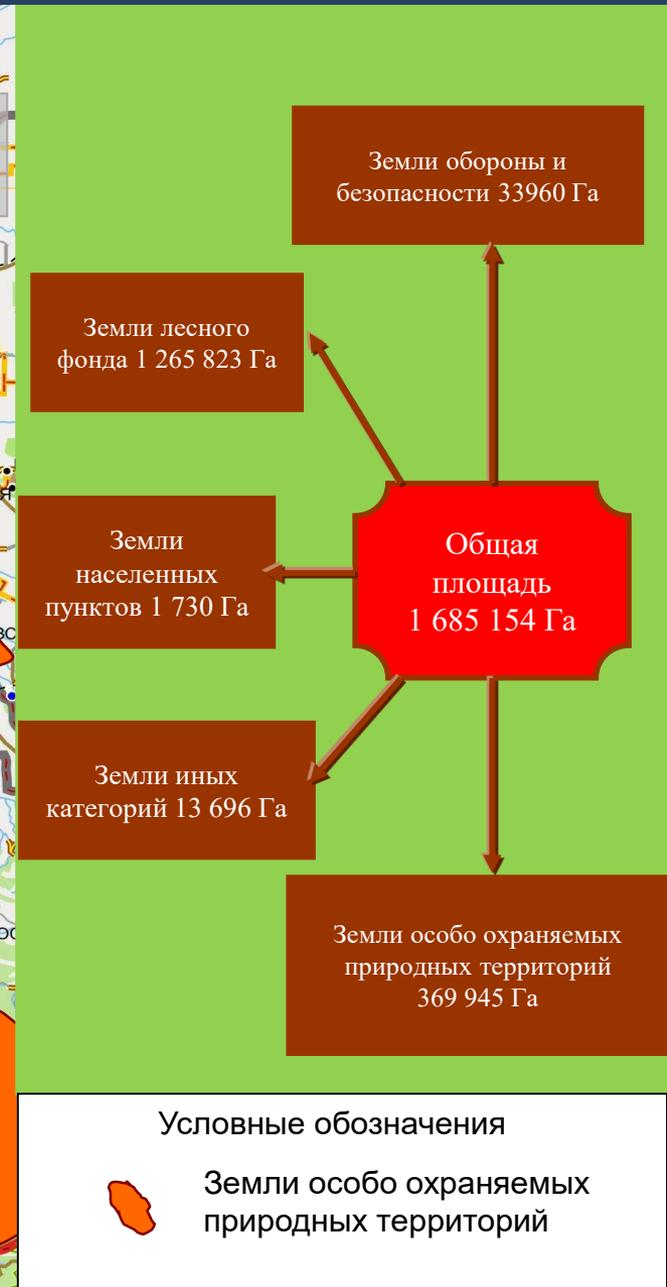 Земли обороны и
безопасности 33960 Га
Земли лесного
фонда 1 265 823 Га
Земли
населенных
пунктов 1 730 Га
Общая
площадь
1 685 154 Га
Земли иных
категорий 13 696 Га
Земли особо охраняемых
природных территорий
369 945 Га
Условные обозначения
Земли особо охраняемых
природных территорий